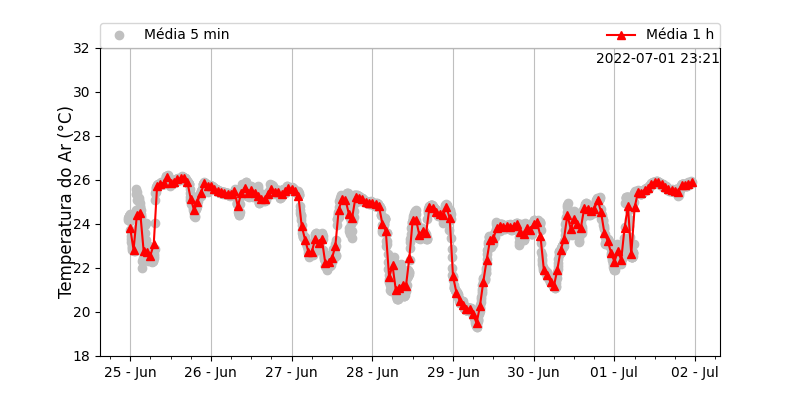 Média 5 min
Média 1 h
2022-07-01 23:21
Temperatura do Ar (°C)
32
30
28
26
24
22
20
18
25 - Jun
26 - Jun
27 - Jun
28 - Jun
29 - Jun
30 - Jun
01 - Jul
02 - Jul